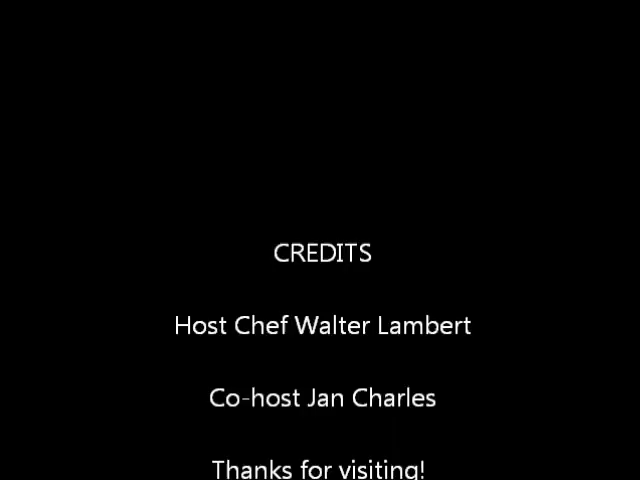 CREDITS
Host Chef Walter Lambert
Co-host Jan Charles
Thanks for visiting!